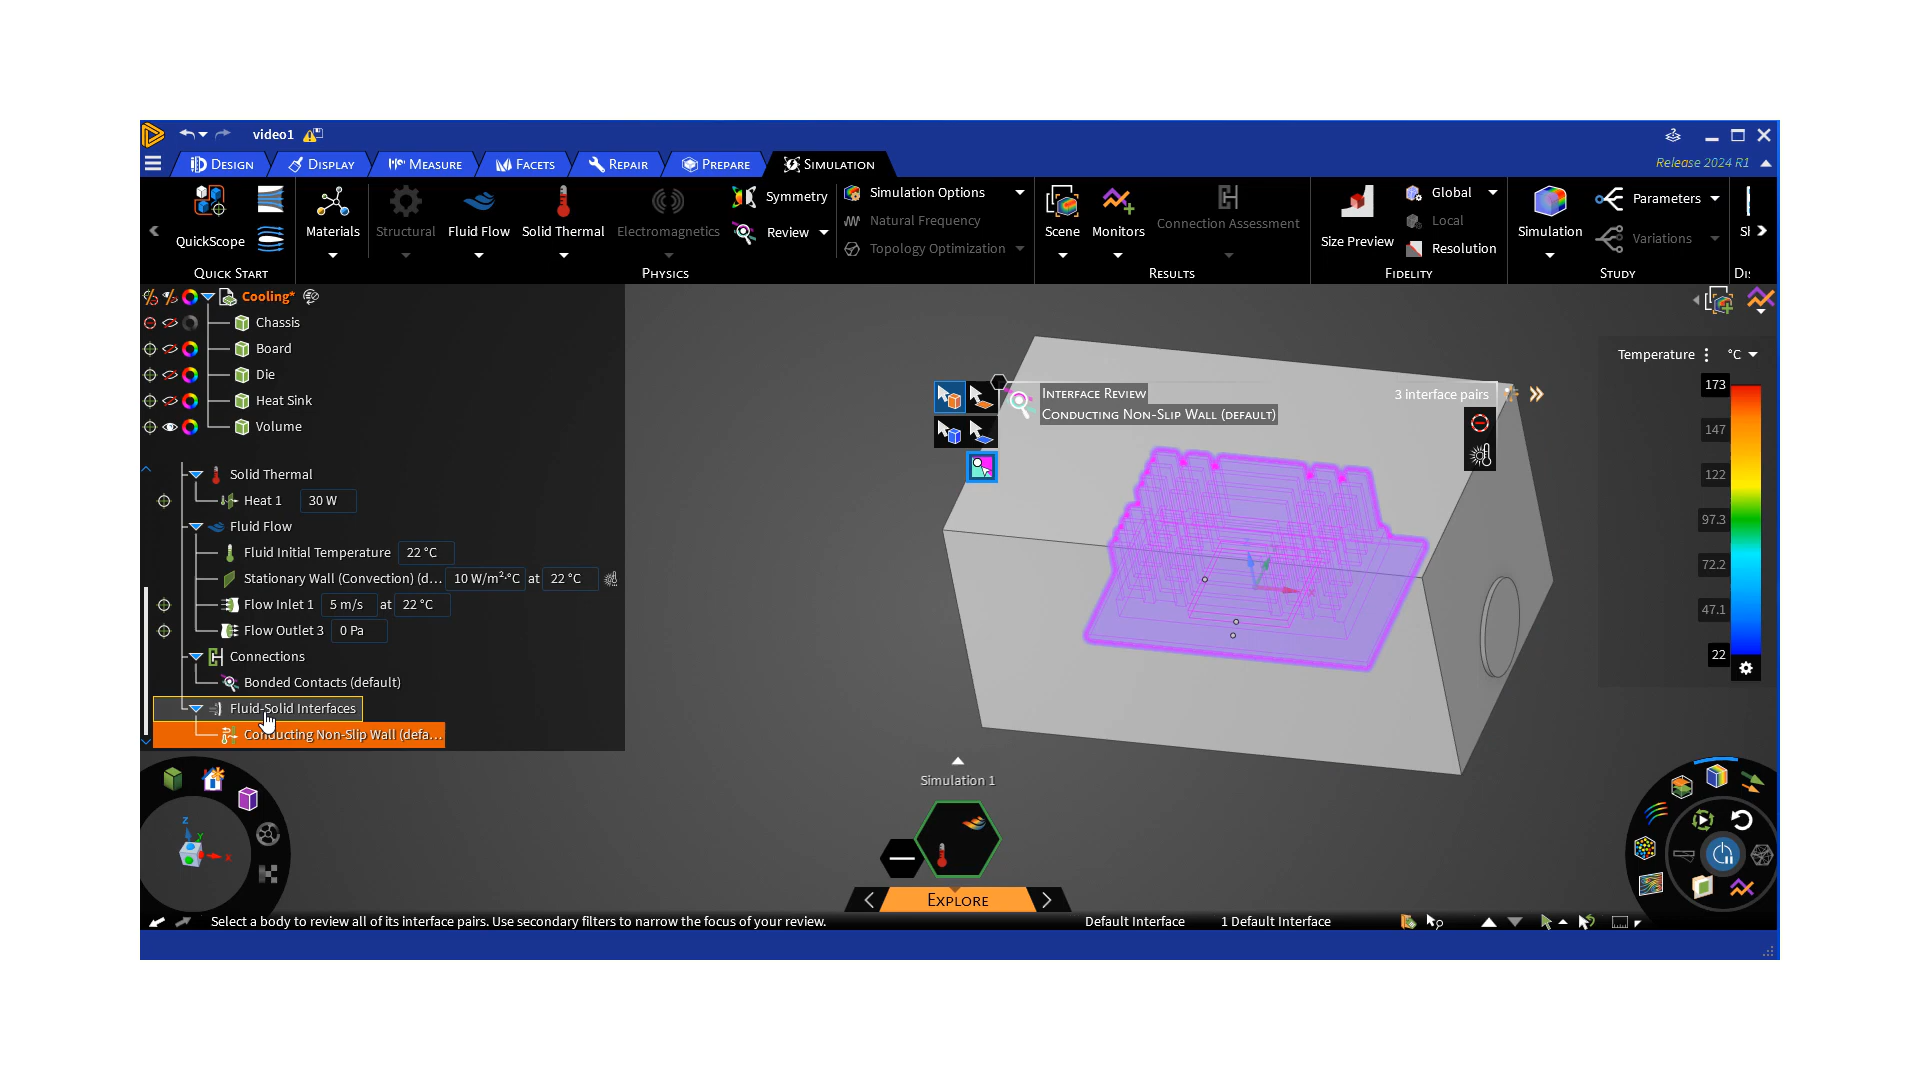 video1
DESIGN
DISPLAY
MEASURE
FACETS
REPAIR
PREPARE
SIMULATION
Release 2024 R1
QuickScope
Materials
Structural
Fluid Flow
Solid Thermal
Electromagnetics
Symmetry
Review
Simulation Options
Natural Frequency
Topology Optimization
Scene
Monitors
Connection Assessment
Size Preview
Global
Local
Resolution
Simulation
Parameters
Variations
QUICK START
PHYSICS
RESULTS
FIDELITY
STUDY
Cooling*
Chassis
Board
Die
Heat Sink
Volume
Solid Thermal
Heat 1 30 W
Fluid Flow
Fluid Initial Temperature 22 °C
Stationary Wall (Convection) (d... 10 W/m²·°C at 22 °C
Flow Inlet 1 5 m/s at 22 °C
Flow Outlet 3 0 Pa
Connections
Bonded Contacts (default)
Fluid-Solid Interfaces
Conducting Non-Slip Wall (defa...
INTERFACE REVIEW
CONDUCTING NON-SLIP WALL (DEFAULT)
3 interface pairs
Temperature °C
173
147
122
97.3
72.2
47.1
22
z
y
x
Simulation 1
EXPLORE
Select a body to review all of its interface pairs. Use secondary filters to narrow the focus of your review.
Default Interface
1 Default Interface